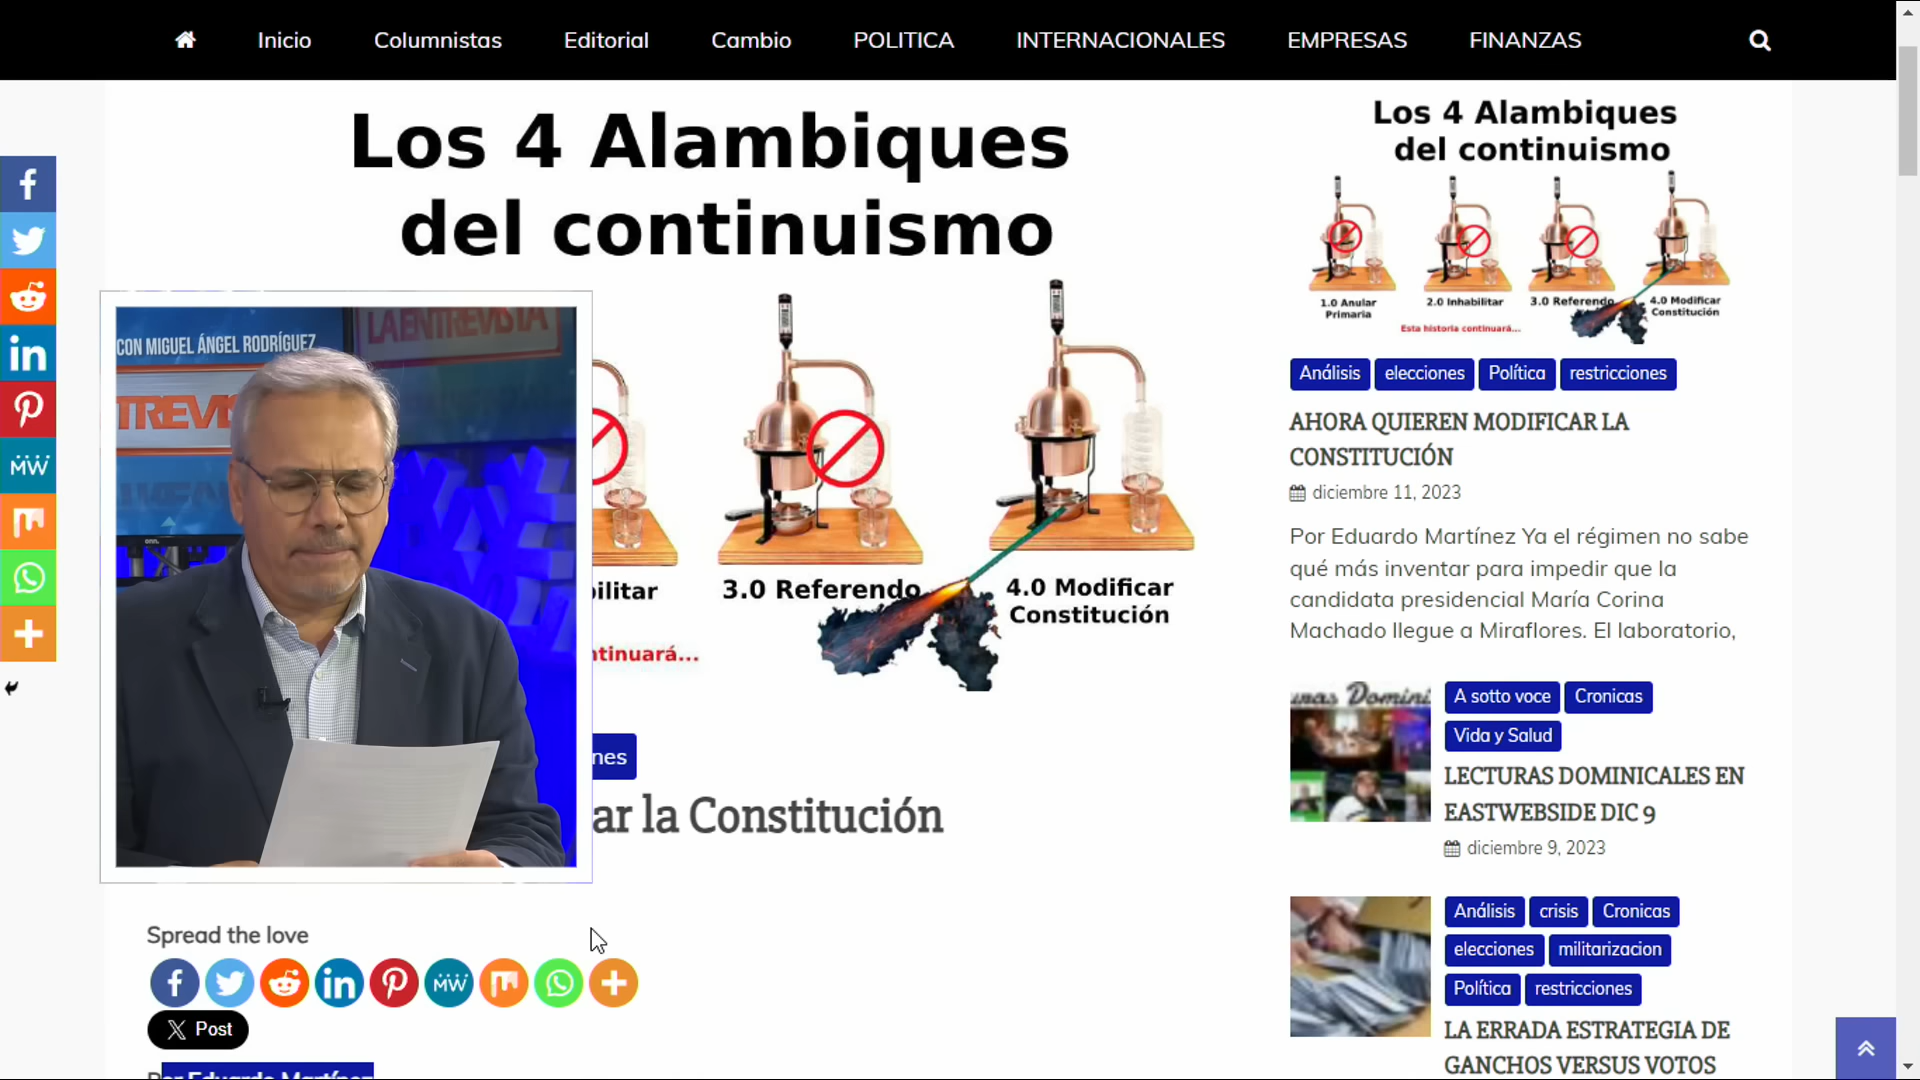 Inicio
Columnistas
Editorial
Cambio
POLITICA
INTERNACIONALES
EMPRESAS
FINANZAS
Los 4 Alambiques
del continuismo
CON MIGUEL ÁNGEL RODRÍGUEZ
LA ENTREVISTA
TREVIS
onn.
ilitar
3.0 Referendo
4.0 Modificar
Constitución
ntinuará...
nes
ar la Constitución
Spread the love
Post
Por Eduardo Martínez
Los 4 Alambiques
del continuismo
1.0 Anular
Primaria
2.0 Inhabilitar
3.0 Referendo
4.0 Modificar
Constitución
Esta historia continuará...
Análisis
elecciones
Política
restricciones
AHORA QUIEREN MODIFICAR LA
CONSTITUCIÓN
diciembre 11, 2023
Por Eduardo Martínez Ya el régimen no sabe
qué más inventar para impedir que la
candidata presidencial María Corina
Machado llegue a Miraflores. El laboratorio,
A sotto voce
Cronicas
Vida y Salud
LECTURAS DOMINICALES EN
EASTWEBSIDE DIC 9
diciembre 9, 2023
Análisis
crisis
Cronicas
elecciones
militarizacion
Política
restricciones
LA ERRADA ESTRATEGIA DE
GANCHOS VERSUS VOTOS